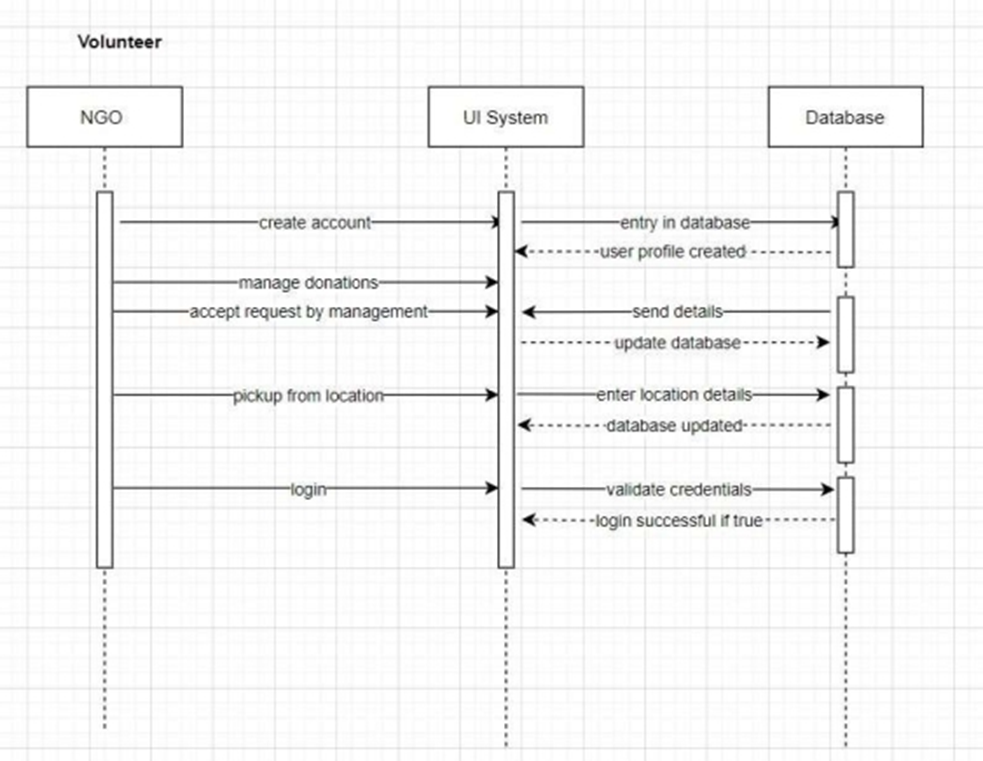 Volunteer
NGO
UI System
Database
create account
entry in database
user profile created
manage donations
accept request by management
send details
update database
pickup from location
enter location details
database updated
login
validate credentials
login successful if true